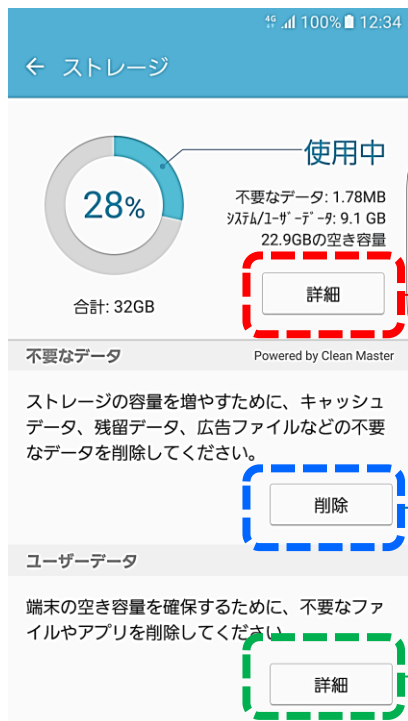 4G 100% 12:34
← ストレージ
使用中
28%
不要なデータ: 1.78MB
ｼｽﾃﾑ/ﾕｰｻﾞｰﾃﾞｰﾀ: 9.1 GB
22.9GBの空き容量
合計: 32GB
詳細
不要なデータ Powered by Clean Master
ストレージの容量を増やすために、キャッシュ
データ、残留データ、広告ファイルなどの不要
なデータを削除してください。
削除
ユーザーデータ
端末の空き容量を確保するために、不要なファ
イルやアプリを削除してください。
詳細